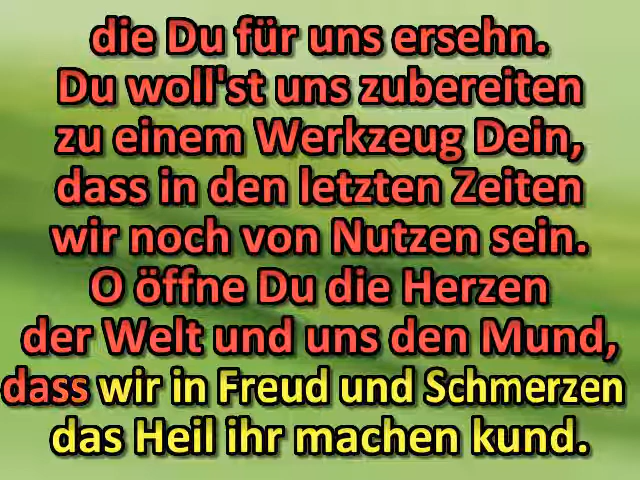 die Du für uns ersehn.
Du woll'st uns zubereiten
zu einem Werkzeug Dein,
dass in den letzten Zeiten
wir noch von Nutzen sein.
O öffne Du die Herzen
der Welt und uns den Mund,
dass wir in Freud und Schmerzen
das Heil ihr machen kund.